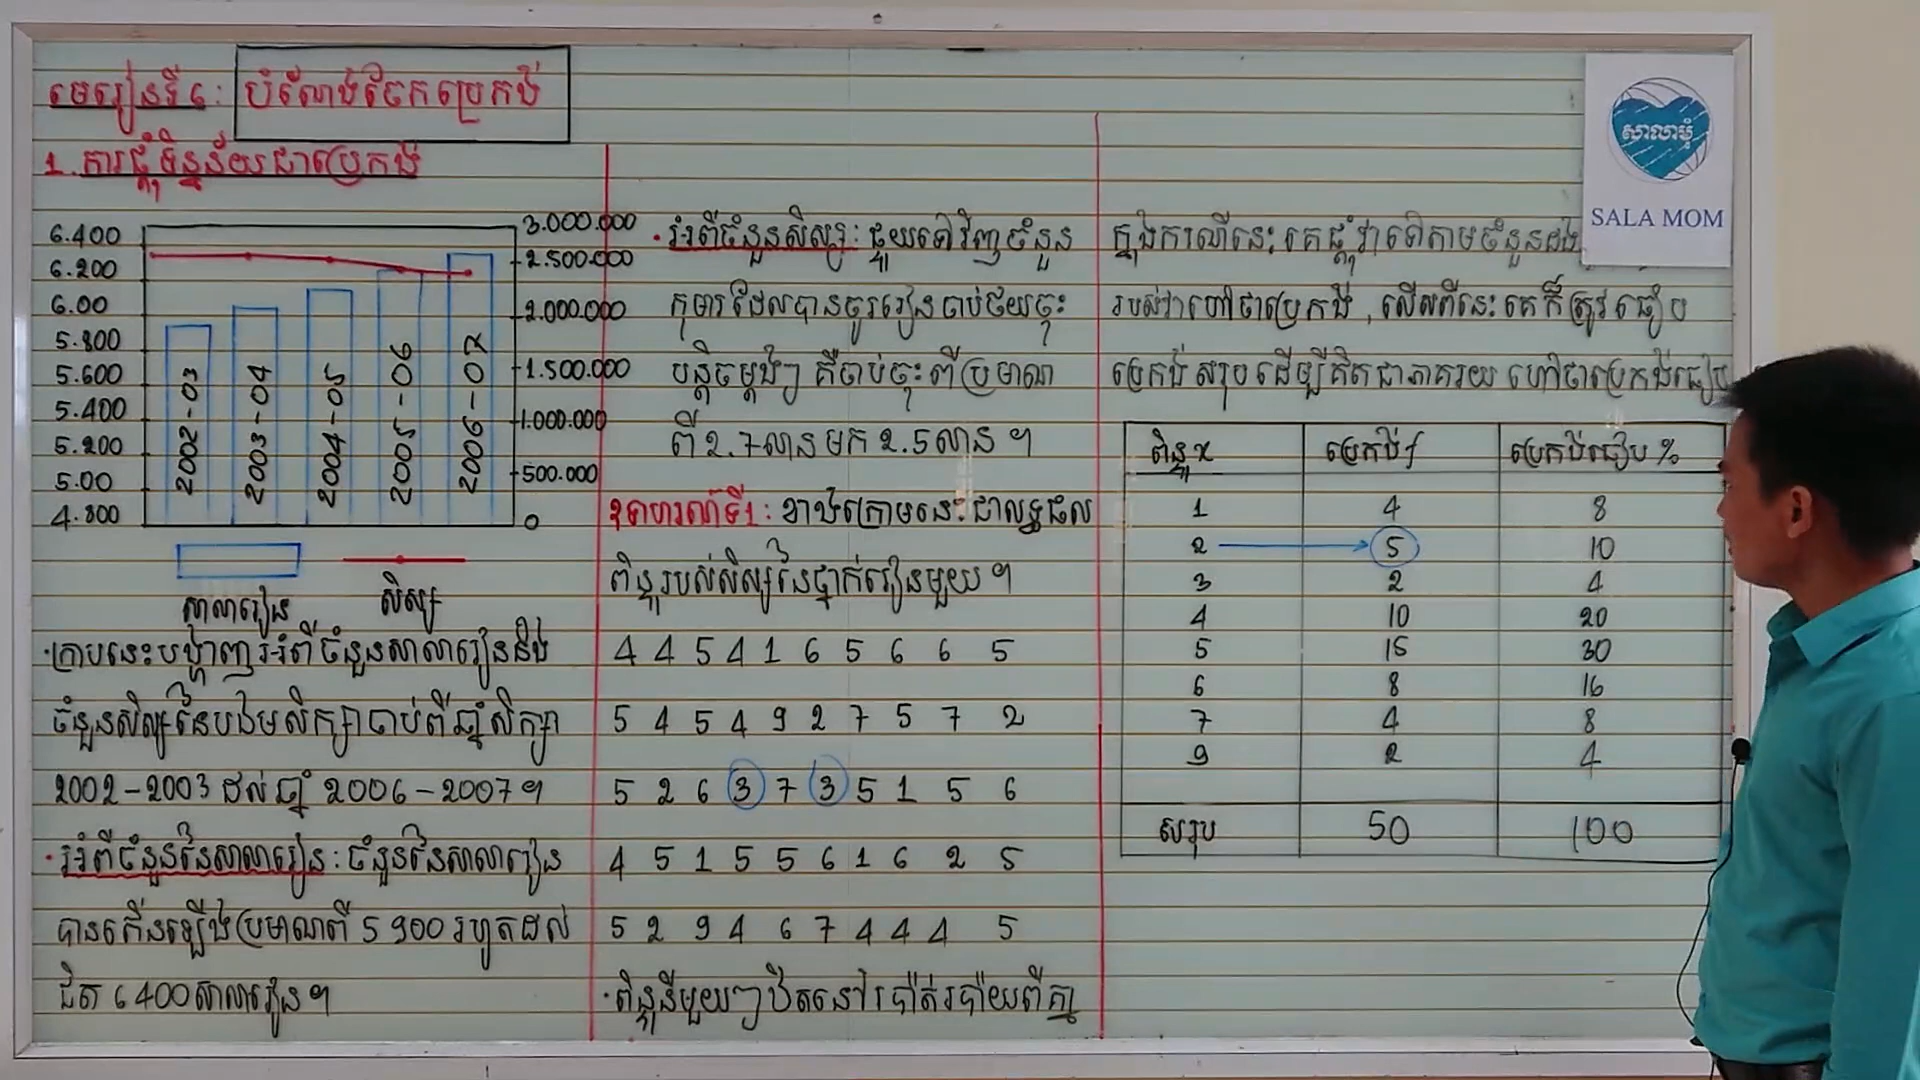 មេរៀនទី៤: បំណែងចែកប្រេកង់
1. ការផ្ដុំទិន្នន័យជាប្រេកង់
6.400
6.200
6.00
5.800
5.600
5.400
5.200
5.00
4.800
3.000.000
2.500.000
2.000.000
1.500.000
1.000.000
500.000
0
2002-03
2003-04
2004-05
2005-06
2006-07
សាលារៀន
សិស្ស
·ក្រាបនេះបង្ហាញអំពីចំនួនសាលារៀននិង
ចំនួនសិស្សនៃបឋមសិក្សាចាប់ពីឆ្នាំសិក្សា
2002-2003 ដល់ឆ្នាំ 2006-2007។
·អំពីចំនួននៃសាលារៀន: ចំនួននៃសាលារៀន
បានកើនឡើងប្រមាណពី 5 900 រហូតដល់
ជិត 6 400 សាលារៀន។
·អំពីចំនួនសិស្ស: ផ្ទុយទៅវិញចំនួន
កុមារដែលបានចូលរៀនចាប់ថយចុះ
បន្តិចម្ដងៗ គឺចាប់ចុះពីប្រមាណ
ពី 2.7លាន មក 2.5លាន ។
ឧទាហរណ៍ទី1: ខាងក្រោមនេះជាលទ្ធផល
ពិន្ទុរបស់សិស្សនៃថ្នាក់រៀនមួយ។
4 4 5 4 1 6 5 6 6 5
5 4 5 4 9 2 7 5 7 2
5 2 6 3 7 3 5 1 5 6
4 5 1 5 5 6 1 6 2 5
5 2 9 4 6 7 4 4 4 5
·ពិន្ទុនីមួយៗឋិតនៅរប៉ាត់រប៉ាយពីគ្នា
ក្នុងករណីនេះ គេផ្ដុំវាទៅតាមចំនួនដង
របស់វាហៅថាប្រេកង់ , លើសពីនេះគេក៏ត្រូវធៀប
ប្រេកង់សរុបដើម្បីគិតជាភាគរយ ហៅថាប្រេកង់ធៀប
ពិន្ទុ x ប្រេកង់ f ប្រេកង់ធៀប %
1 4 8
2 5 10
3 2 4
4 10 20
5 15 30
6 8 16
7 4 8
9 2 4
សរុប 50 100
សាលាមុំ
SALA MOM